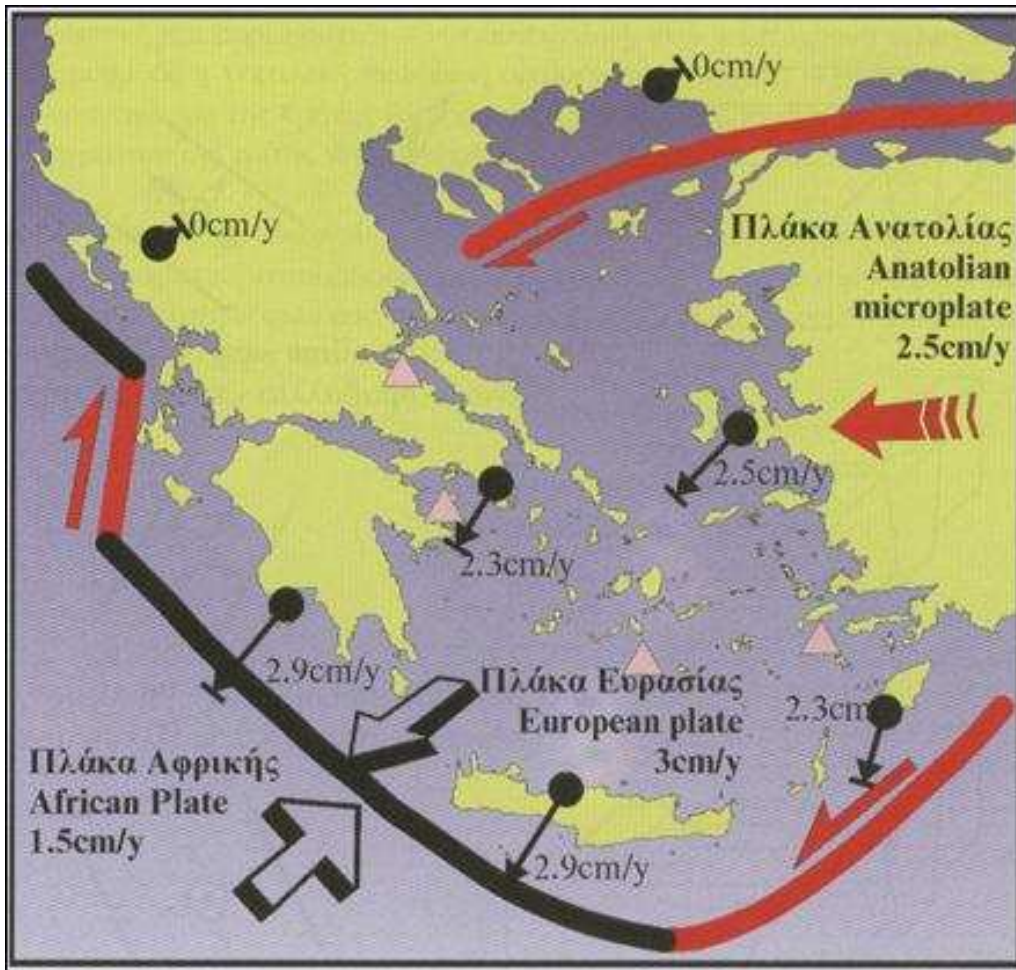 0cm/y
0cm/y
Πλάκα Ανατολίας
Anatolian
microplate
2.5cm/y
2.5cm/y
2.3cm/y
2.9cm/y
Πλάκα Ευρασίας
European plate
3cm/y
2.3cm
Πλάκα Αφρικής
African Plate
1.5cm/y
2.9cm/y